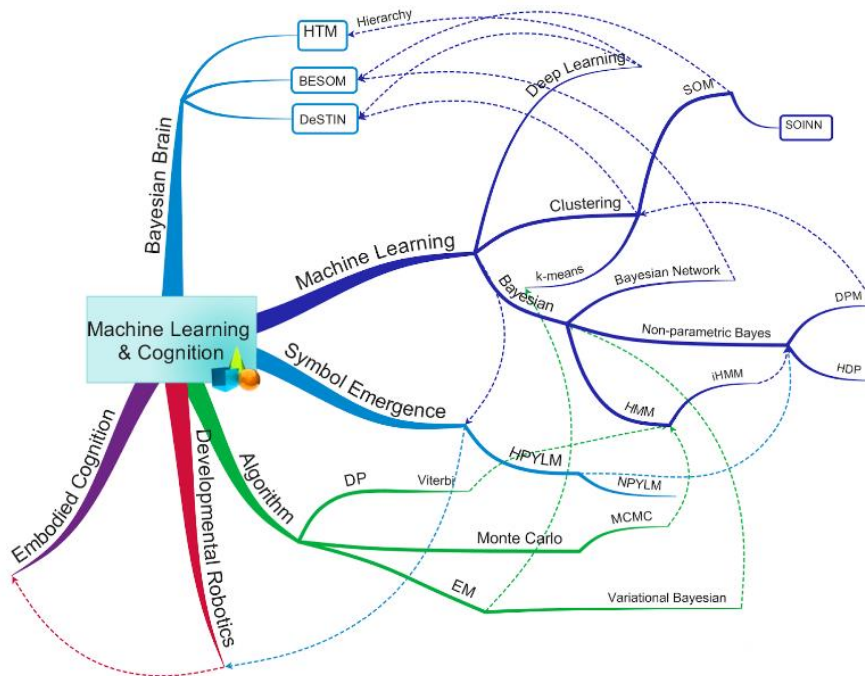 HTM
Hierarchy
BESOM
DeSTIN
Bayesian Brain
Deep Learning
SOM
SOINN
Clustering
Machine Learning
k-means
Bayesian
Bayesian Network
DPM
Non-parametric Bayes
HDP
iHMM
HMM
Machine Learning
& Cognition
Symbol Emergence
HPYLM
NPYLM
Embodied Cognition
Developmental Robotics
Algorithm
DP
Viterbi
MCMC
Monte Carlo
EM
Variational Bayesian